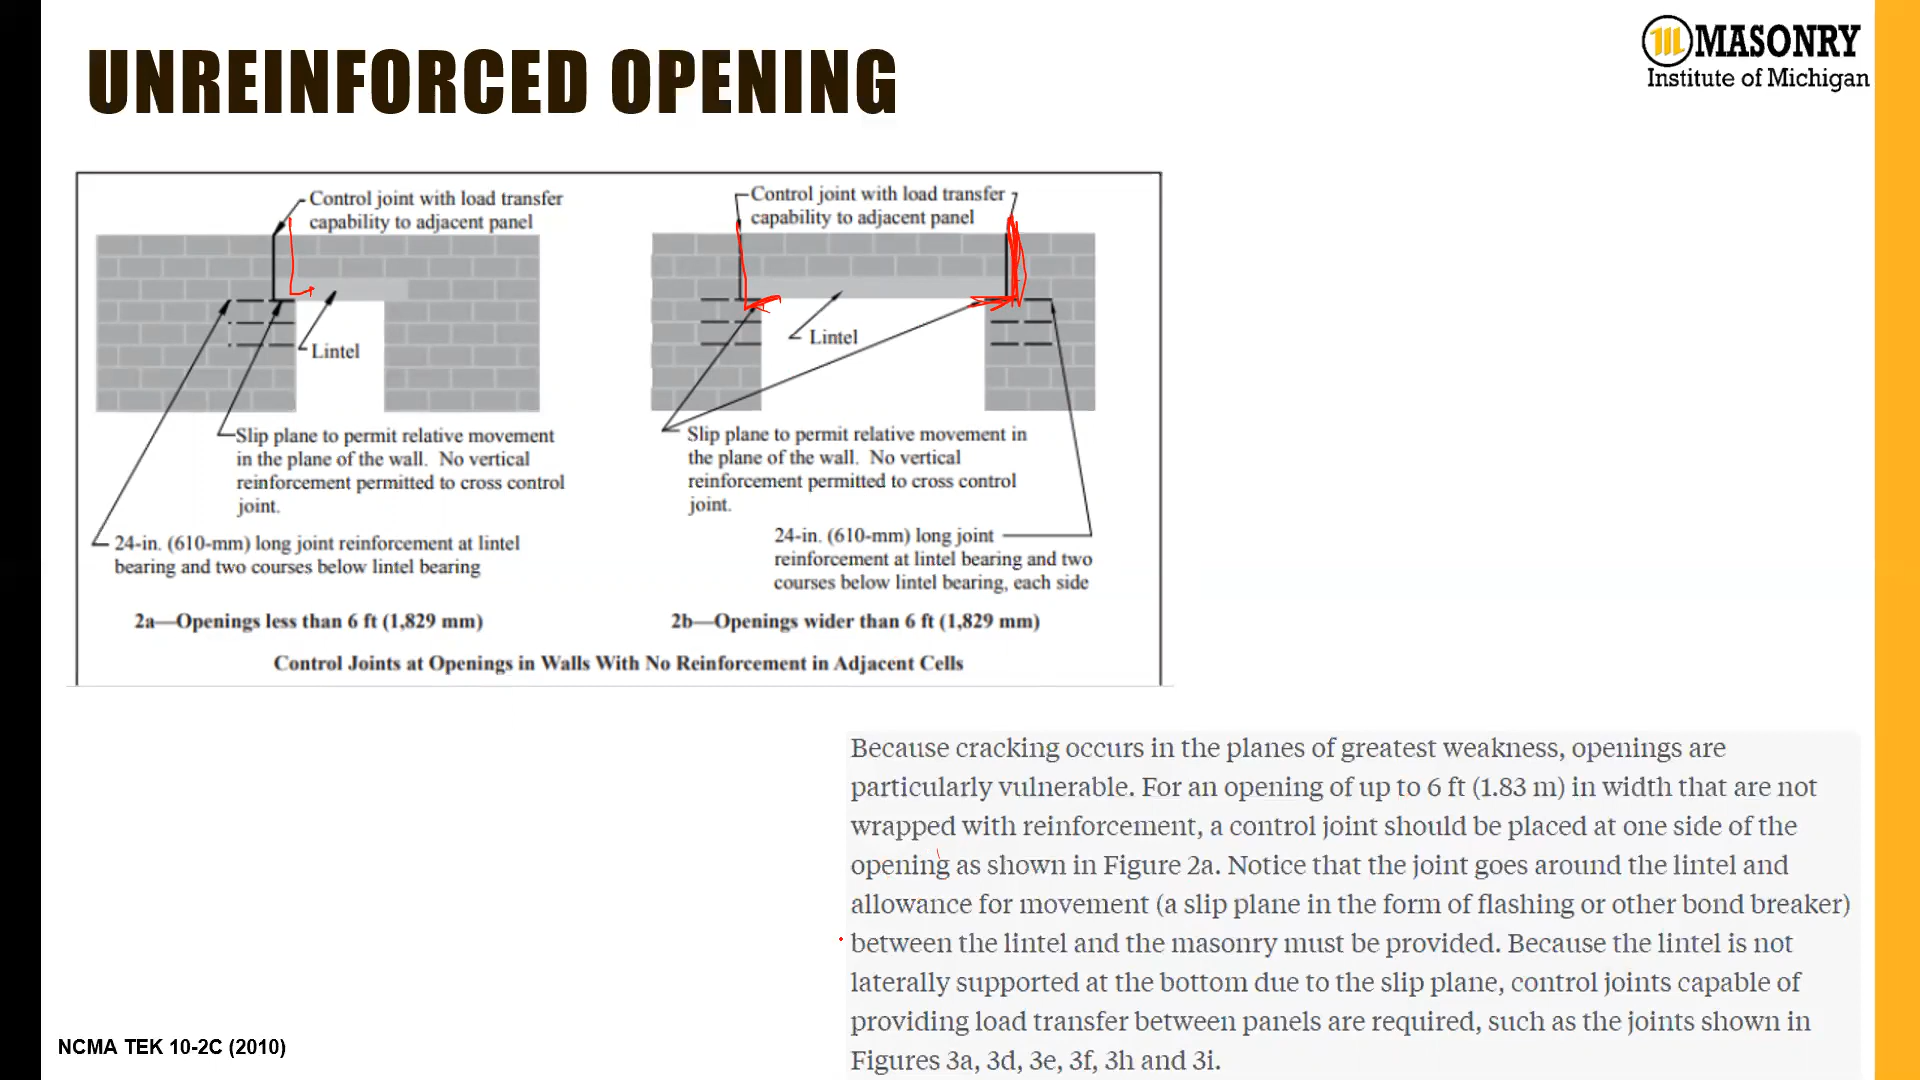 UNREINFORCED OPENING
MASONRY
Institute of Michigan
Control joint with load transfer
capability to adjacent panel
Lintel
Slip plane to permit relative movement
in the plane of the wall. No vertical
reinforcement permitted to cross control
joint.
24-in. (610-mm) long joint reinforcement at lintel
bearing and two courses below lintel bearing
2a—Openings less than 6 ft (1,829 mm)
Control joint with load transfer
capability to adjacent panel
Lintel
Slip plane to permit relative movement in
the plane of the wall. No vertical
reinforcement permitted to cross control
joint.
24-in. (610-mm) long joint
reinforcement at lintel bearing and two
courses below lintel bearing, each side
2b—Openings wider than 6 ft (1,829 mm)
Control Joints at Openings in Walls With No Reinforcement in Adjacent Cells
Because cracking occurs in the planes of greatest weakness, openings are
particularly vulnerable. For an opening of up to 6 ft (1.83 m) in width that are not
wrapped with reinforcement, a control joint should be placed at one side of the
opening as shown in Figure 2a. Notice that the joint goes around the lintel and
allowance for movement (a slip plane in the form of flashing or other bond breaker)
between the lintel and the masonry must be provided. Because the lintel is not
laterally supported at the bottom due to the slip plane, control joints capable of
providing load transfer between panels are required, such as the joints shown in
Figures 3a, 3d, 3e, 3f, 3h and 3i.
NCMA TEK 10-2C (2010)